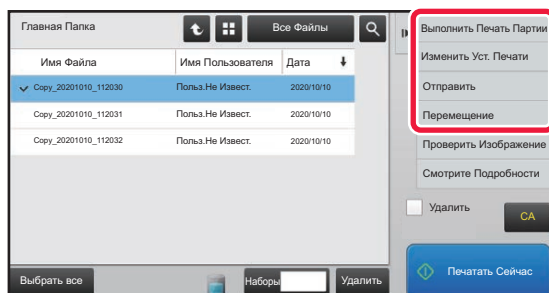 Главная Папка
Все Файлы
Имя Файла
Имя Пользователя
Дата
Copy_20201010_112030
Польз.Не Извест.
2020/10/10
Copy_20201010_112031
Польз.Не Извест.
2020/10/10
Copy_20201010_112032
Польз.Не Извест.
2020/10/10
Выбрать все
Наборы
Удалить
Выполнить Печать Партии
Изменить Уст. Печати
Отправить
Перемещение
Проверить Изображение
Смотрите Подробности
Удалить
CA
Печатать Сейчас